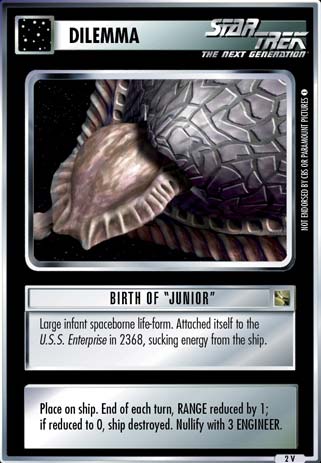 DILEMMA
STAR TREK
THE NEXT GENERATION
NOT ENDORSED BY CBS OR PARAMOUNT PICTURES
BIRTH OF "JUNIOR"
Large infant spaceborne life-form. Attached itself to the
U.S.S. Enterprise in 2368, sucking energy from the ship.
Place on ship. End of each turn, RANGE reduced by 1;
if reduced to 0, ship destroyed. Nullify with 3 ENGINEER.
2 V